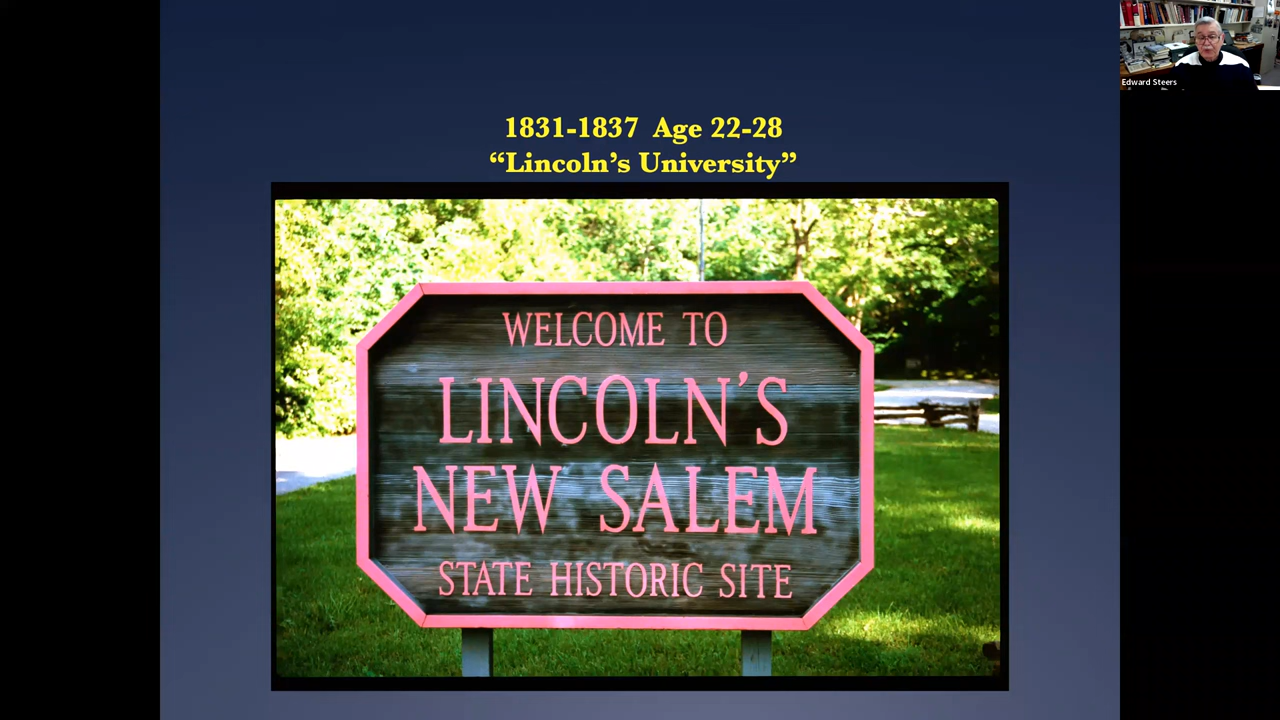 1831-1837 Age 22-28
“Lincoln’s University”
WELCOME TO
LINCOLN'S
NEW SALEM
STATE HISTORIC SITE
Edward Steers